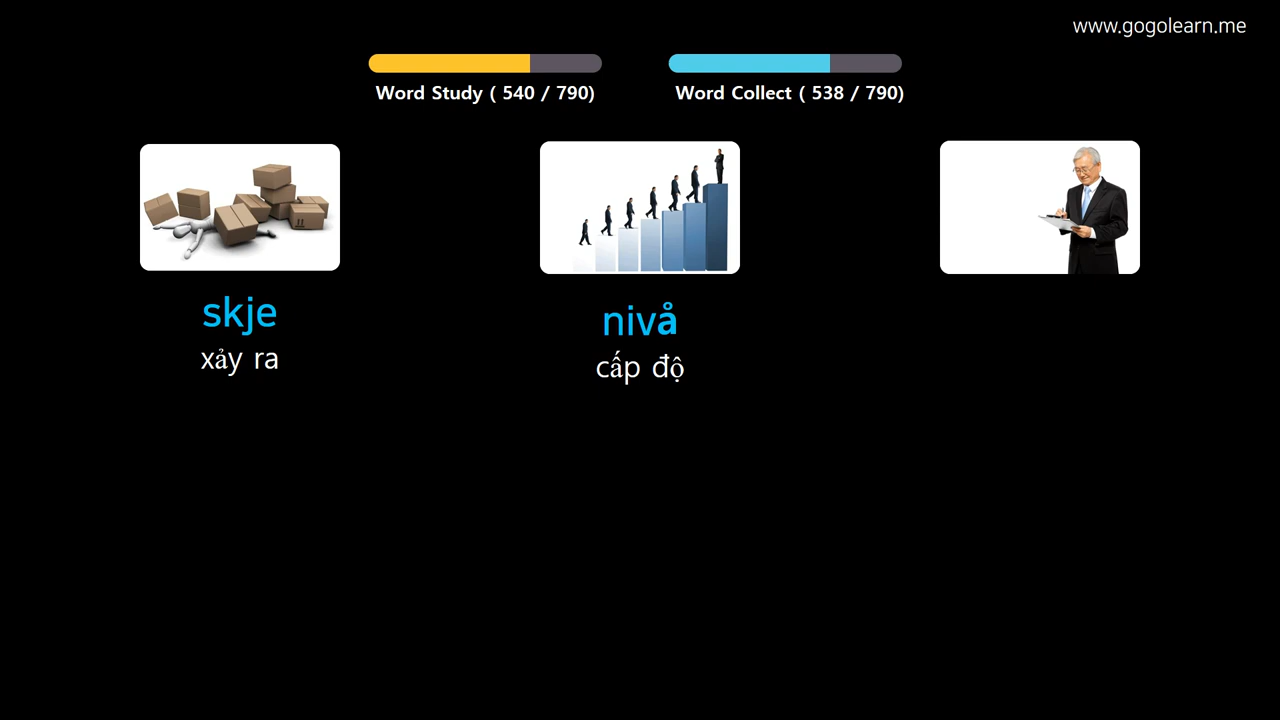 www.gogolearn.me
Word Study ( 540 / 790)
Word Collect ( 538 / 790)
skje
xảy ra
nivå
cấp độ